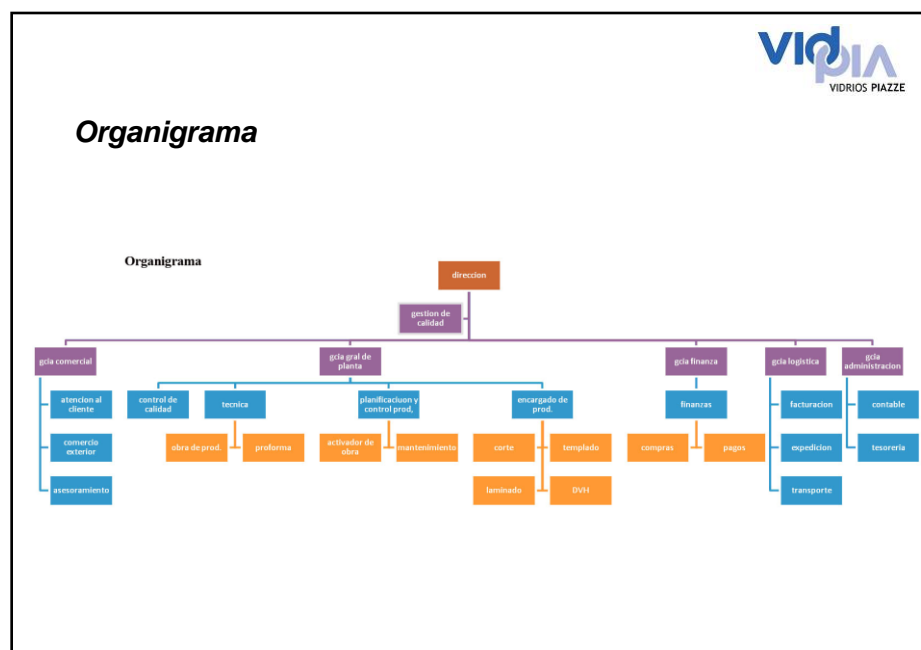 VIdpIA
VIDRIOS PIAZZE
Organigrama
Organigrama
direccion
gestion de
calidad
gcia comercial
gcia gral de
planta
gcia finanza
gcia logistica
gcia
administracion
atencion al
cliente
control de
calidad
tecnica
planificaciuon y
control prod,
encargado de
prod.
finanzas
facturacion
contable
comercio
exterior
obra de prod.
proforma
activador de
obra
mantenimiento
corte
templado
compras
pagos
expedicion
tesoreria
asesoramiento
laminado
DVH
transporte